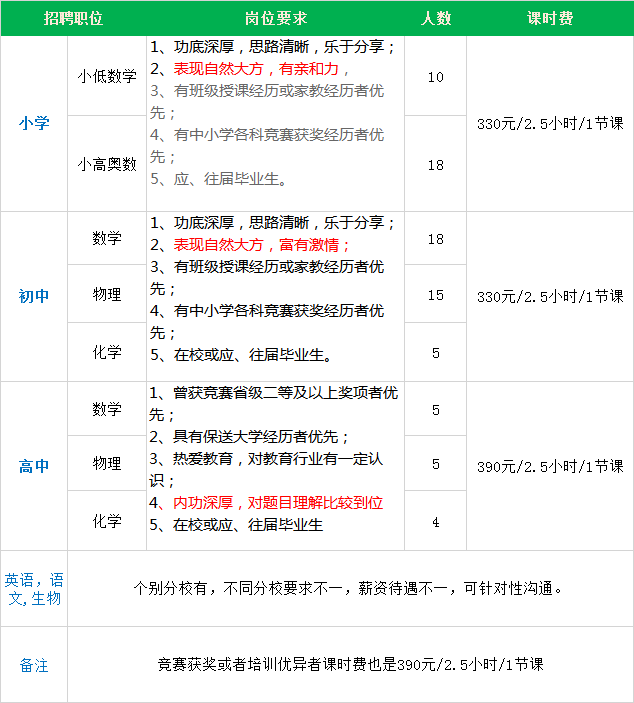 招聘职位 岗位要求 人数 课时费
小学
小低数学
小高奥数
1、功底深厚，思路清晰，乐于分享；
2、表现自然大方，有亲和力，
3、有班级授课经历或家教经历者优
先；
4、有中小学各科竞赛获奖经历者优
先；
5、应、往届毕业生。
10
18
330元/2.5小时/1节课
初中
数学
物理
化学
1、功底深厚，思路清晰，乐于分享；
2、表现自然大方，富有激情；
3、有班级授课经历或家教经历者优
先；
4、有中小学各科竞赛获奖经历者优
先；
5、在校或应、往届毕业生。
18
15
5
330元/2.5小时/1节课
高中
数学
物理
化学
1、曾获竞赛省级二等及以上奖项者优
先；
2、具有保送大学经历者优先；
3、热爱教育，对教育行业有一定认
识；
4、内功深厚，对题目理解比较到位
5、在校或应、往届毕业生
5
5
4
390元/2.5小时/1节课
英语，语
文,生物
个别分校有，不同分校要求不一，薪资待遇不一，可针对性沟通。
备注
竞赛获奖或者培训优异者课时费也是390元/2.5小时/1节课